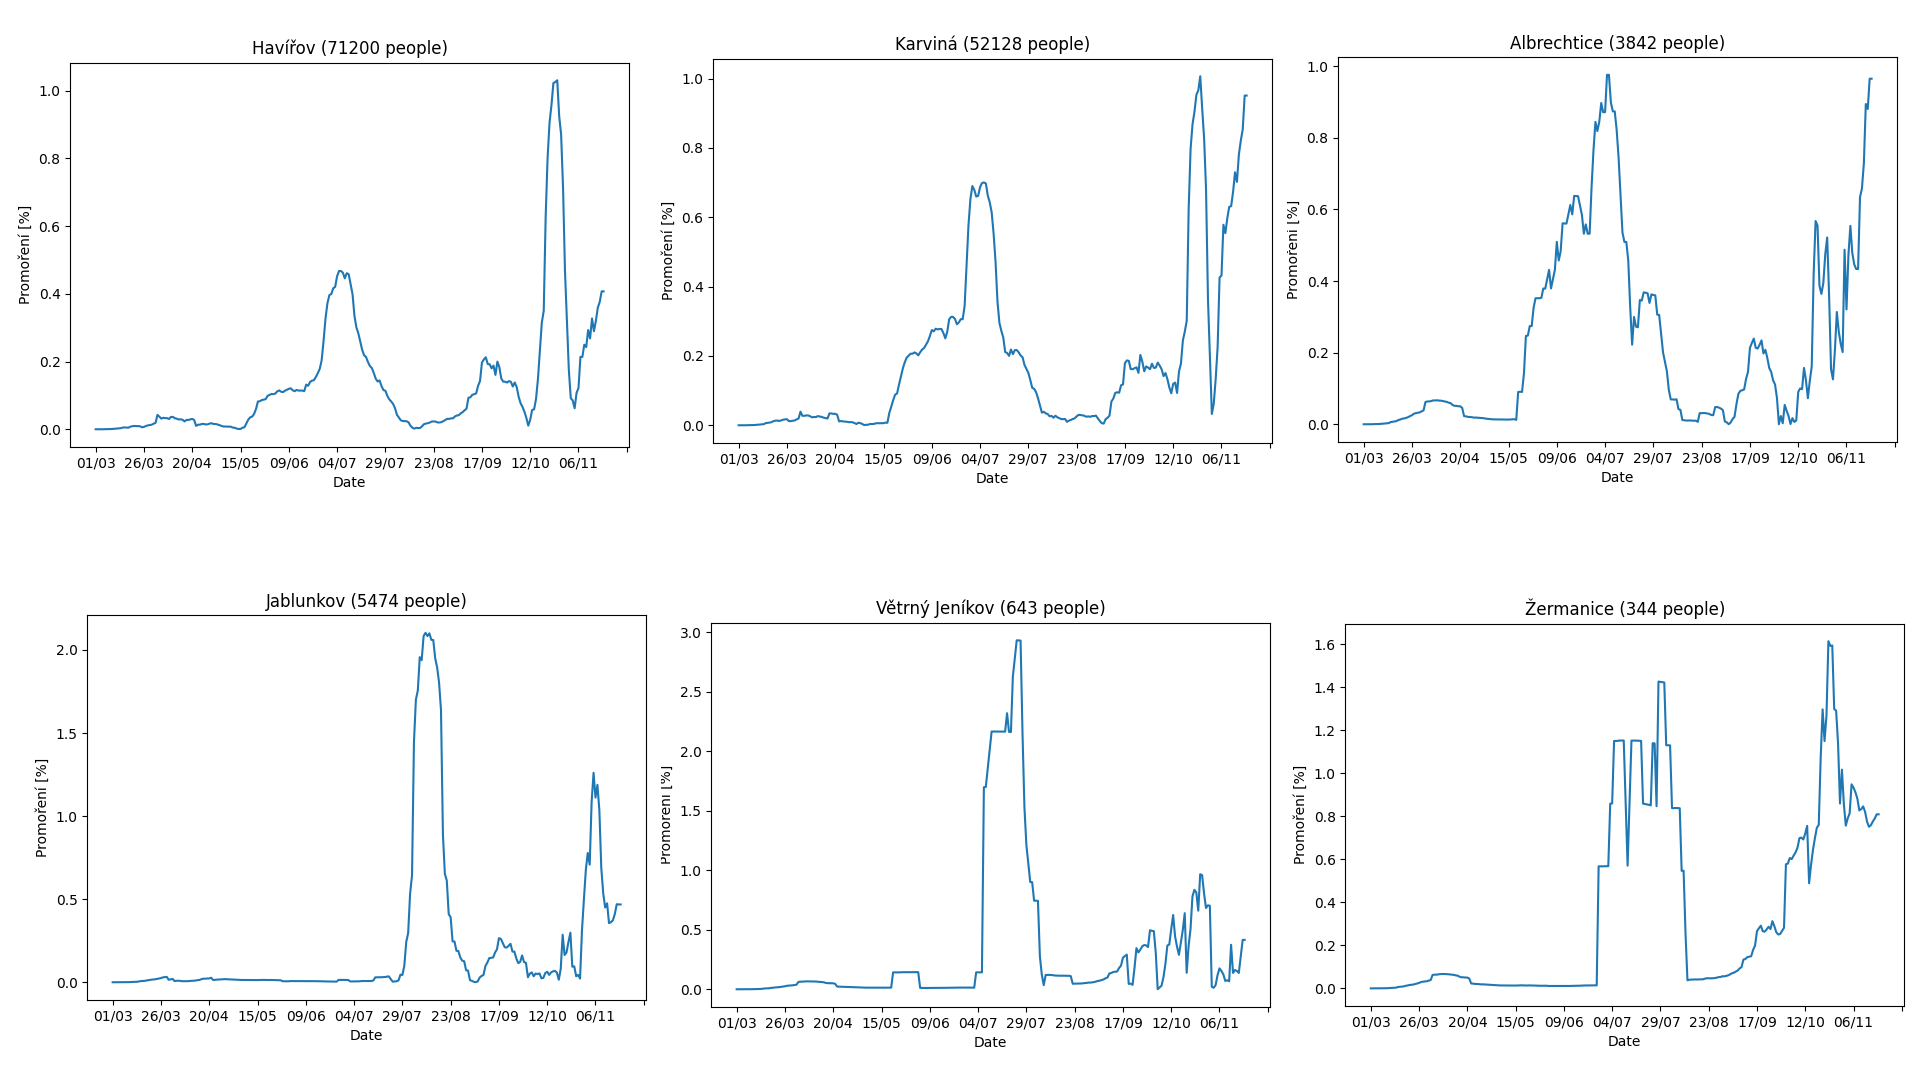 Havířov (71200 people)
Promoření [%]
1.0
0.8
0.6
0.4
0.2
0.0
01/03 26/03 20/04 15/05 09/06 04/07 29/07 23/08 17/09 12/10 06/11
Date
Karviná (52128 people)
Promoření [%]
1.0
0.8
0.6
0.4
0.2
0.0
01/03 26/03 20/04 15/05 09/06 04/07 29/07 23/08 17/09 12/10 06/11
Date
Albrechtice (3842 people)
Promoření [%]
1.0
0.8
0.6
0.4
0.2
0.0
01/03 26/03 20/04 15/05 09/06 04/07 29/07 23/08 17/09 12/10 06/11
Date
Jablunkov (5474 people)
Promoření [%]
2.0
1.5
1.0
0.5
0.0
01/03 26/03 20/04 15/05 09/06 04/07 29/07 23/08 17/09 12/10 06/11
Date
Větrný Jeníkov (643 people)
Promoření [%]
3.0
2.5
2.0
1.5
1.0
0.5
0.0
01/03 26/03 20/04 15/05 09/06 04/07 29/07 23/08 17/09 12/10 06/11
Date
Žermanice (344 people)
Promoření [%]
1.6
1.4
1.2
1.0
0.8
0.6
0.4
0.2
0.0
01/03 26/03 20/04 15/05 09/06 04/07 29/07 23/08 17/09 12/10 06/11
Date